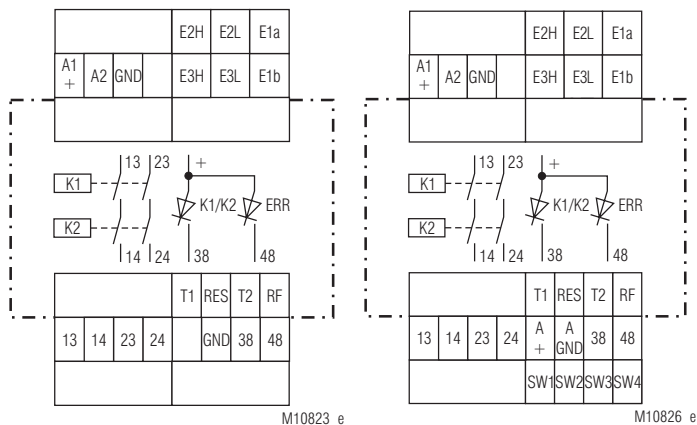 E2H E2L E1a
A1 + A2 GND E3H E3L E1b
13 23 +
K1
K1/K2 ERR
K2
14 24 38 48
T1 RES T2 RF
13 14 23 24 GND 38 48
M10823_e
E2H E2L E1a
A1 + A2 GND E3H E3L E1b
13 23 +
K1
K1/K2 ERR
K2
14 24 38 48
T1 RES T2 RF
13 14 23 24 A + A GND 38 48
SW1 SW2 SW3 SW4
M10826_e